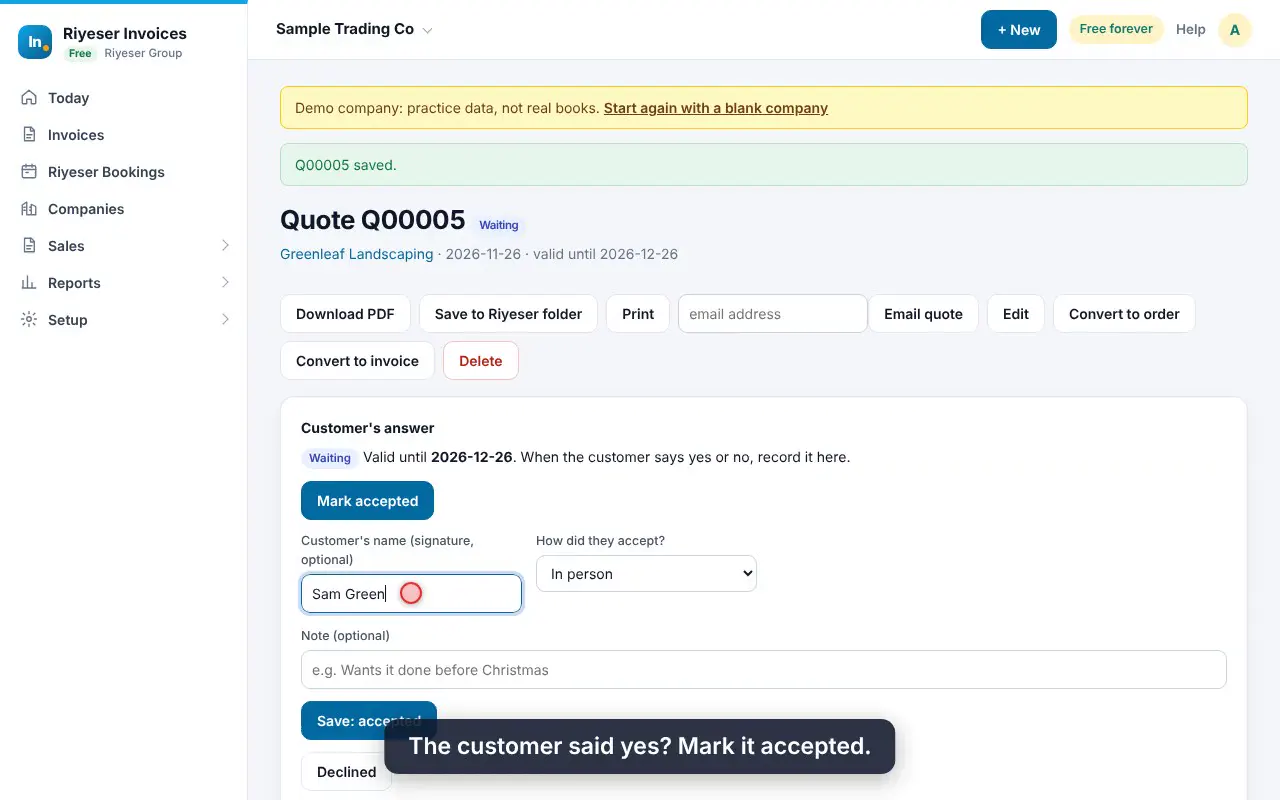 In.
Riyeser Invoices
Free Riyeser Group
Today
Invoices
Riyeser Bookings
Companies
Sales
Reports
Setup
Sample Trading Co
+ New
Free forever
Help
A
Demo company: practice data, not real books. Start again with a blank company
Q00005 saved.
Quote Q00005 Waiting
Greenleaf Landscaping · 2026-11-26 · valid until 2026-12-26
Download PDF
Save to Riyeser folder
Print
email address
Email quote
Edit
Convert to order
Convert to invoice
Delete
Customer's answer
Waiting Valid until 2026-12-26. When the customer says yes or no, record it here.
Mark accepted
Customer's name (signature,
optional)
How did they accept?
Sam Green
In person
Note (optional)
e.g. Wants it done before Christmas
Save: accepted
The customer said yes? Mark it accepted.
Declined